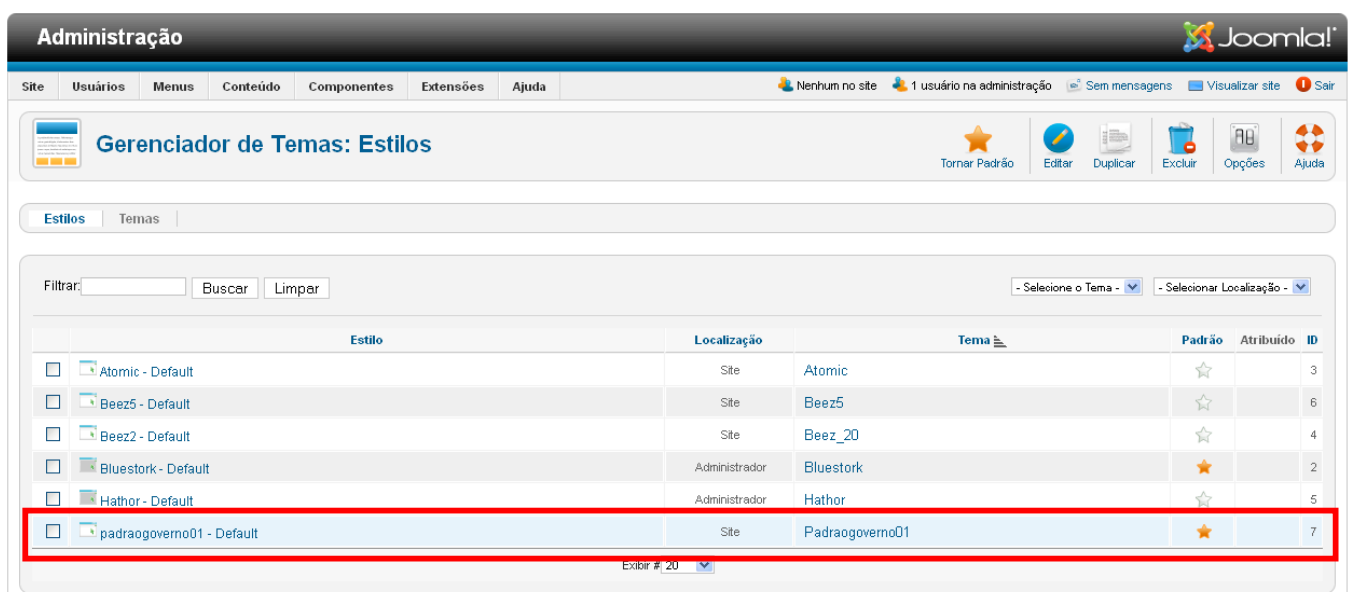 Administração
Joomla!
Site Usuários Menus Conteúdo Componentes Extensões Ajuda Nenhum no site 1 usuário na administração Sem mensagens Visualizar site Sair
Gerenciador de Temas: Estilos
Tornar Padrão Editar Duplicar Excluir Opções Ajuda
Estilos Temas
Filtrar: Buscar Limpar - Selecione o Tema - - Selecionar Localização -
Estilo Localização Tema Padrão Atribuído ID
Atomic - Default Site Atomic 3
Beez5 - Default Site Beez5 6
Beez2 - Default Site Beez_20 4
Bluestork - Default Administrador Bluestork 2
Hathor - Default Administrador Hathor 5
padraogoverno01 - Default Site Padraogoverno01 7
Exibir # 20